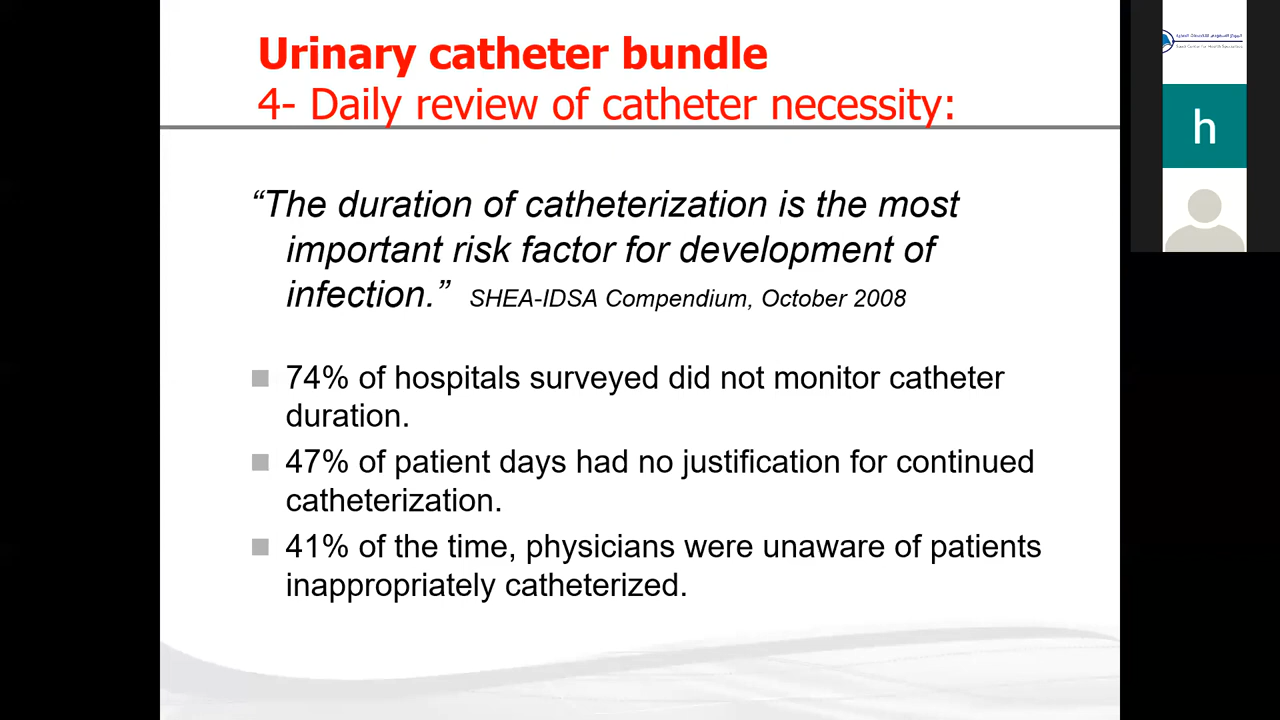 Urinary catheter bundle
4- Daily review of catheter necessity:
“The duration of catheterization is the most
important risk factor for development of
infection.” SHEA-IDSA Compendium, October 2008
74% of hospitals surveyed did not monitor catheter
duration.
47% of patient days had no justification for continued
catheterization.
41% of the time, physicians were unaware of patients
inappropriately catheterized.
h